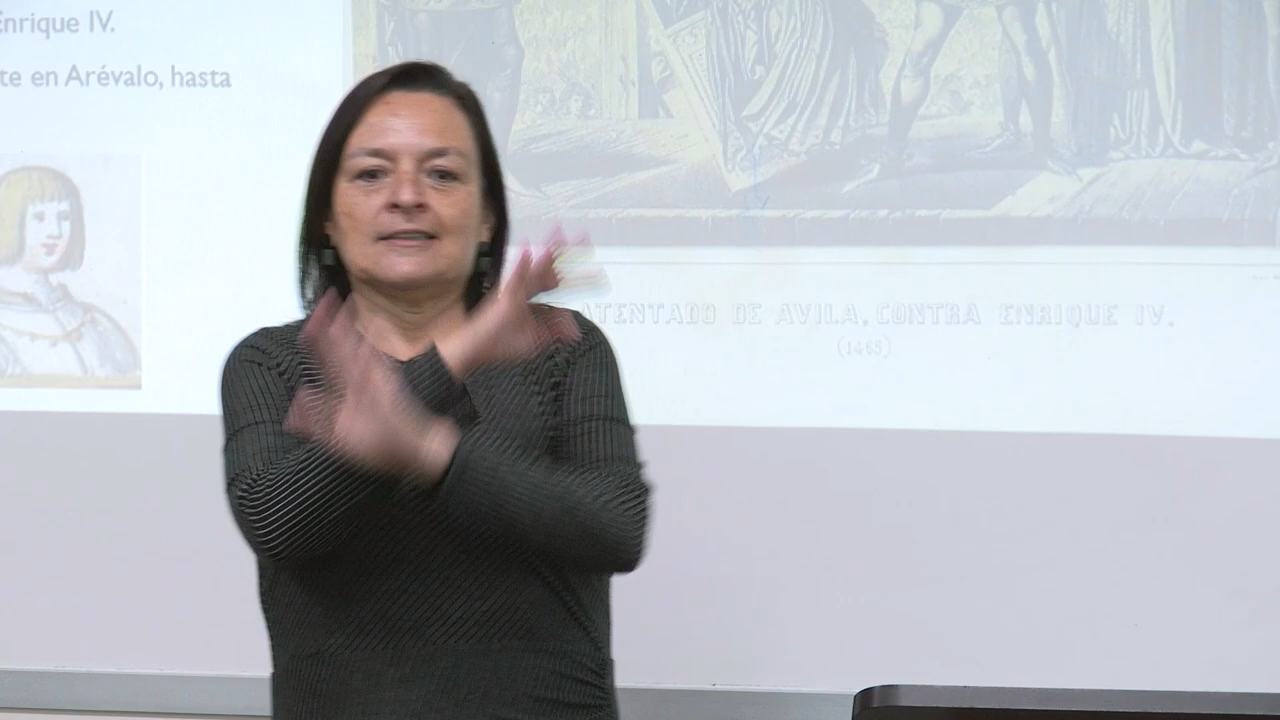 Enrique IV.
te en Arévalo, hasta
ATENTADO DE AVILA, CONTRA ENRIQUE IV.
(1465)